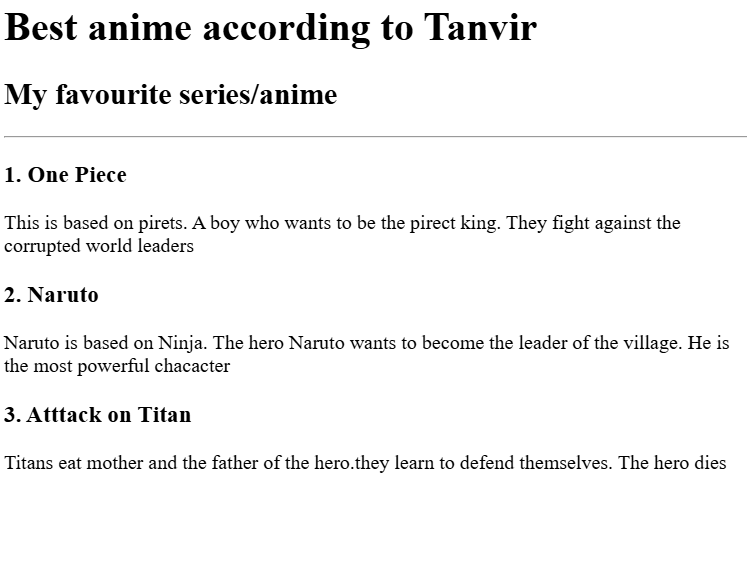 Best anime according to Tanvir
My favourite series/anime
1. One Piece
This is based on pirets. A boy who wants to be the pirect king. They fight against the
corrupted world leaders
2. Naruto
Naruto is based on Ninja. The hero Naruto wants to become the leader of the village. He is
the most powerful chacacter
3. Atttack on Titan
Titans eat mother and the father of the hero.they learn to defend themselves. The hero dies